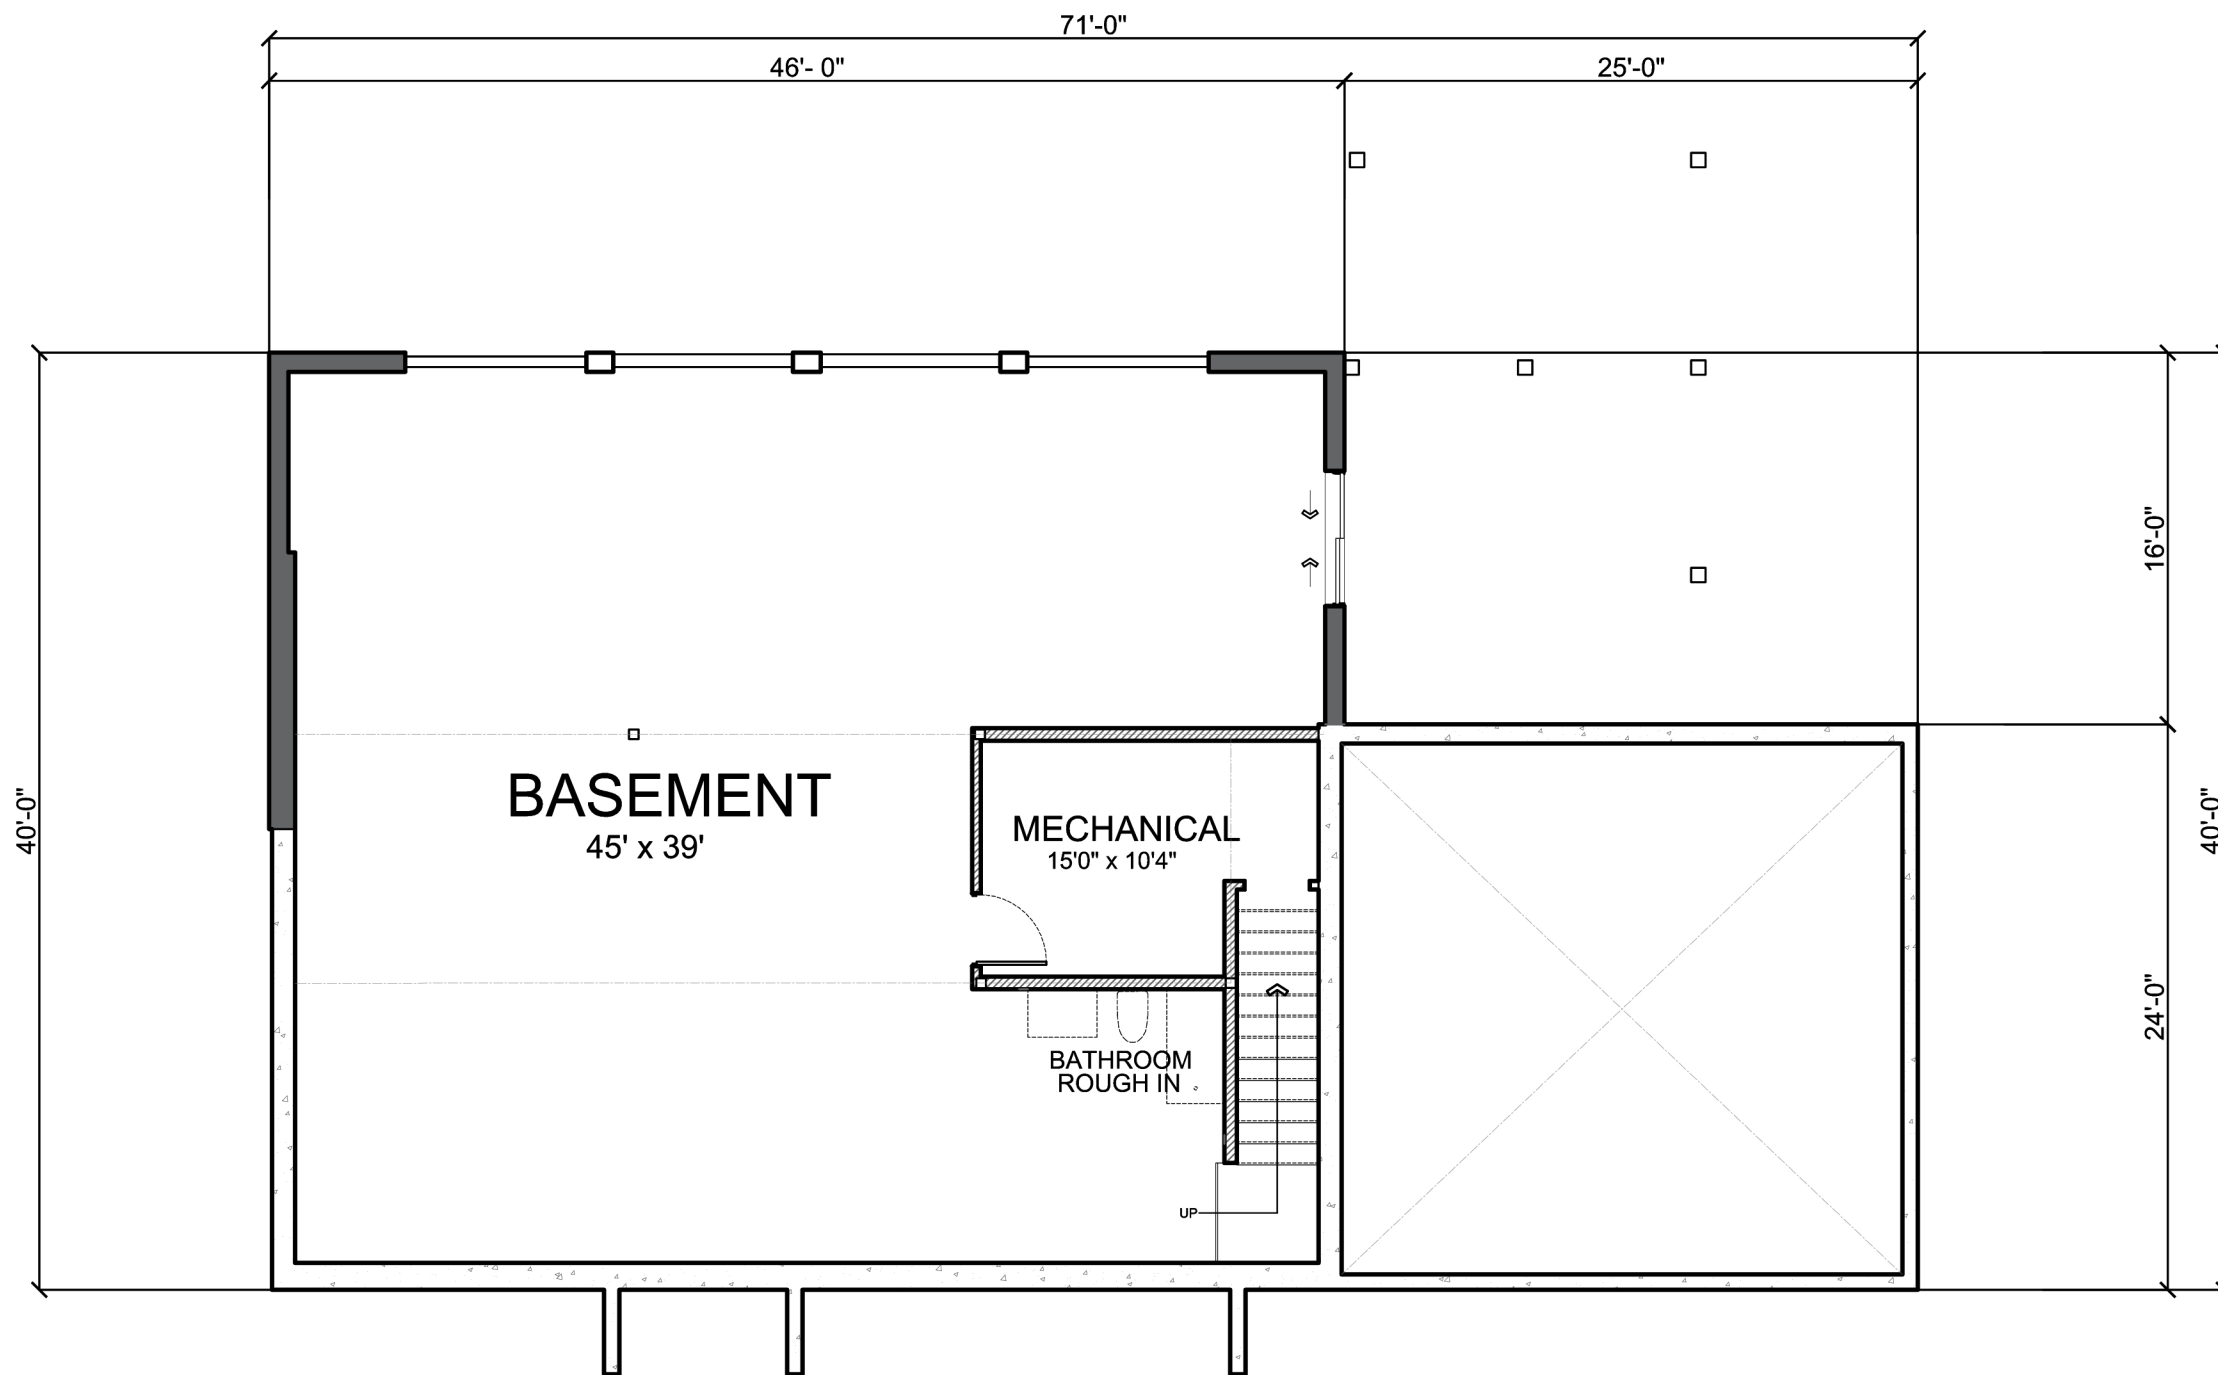 71'-0"
46'- 0"
25'-0"
16'-0"
40'-0"
BASEMENT
45' x 39'
MECHANICAL
15'0" x 10'4"
40'-0"
24'-0"
BATHROOM
ROUGH IN
UP